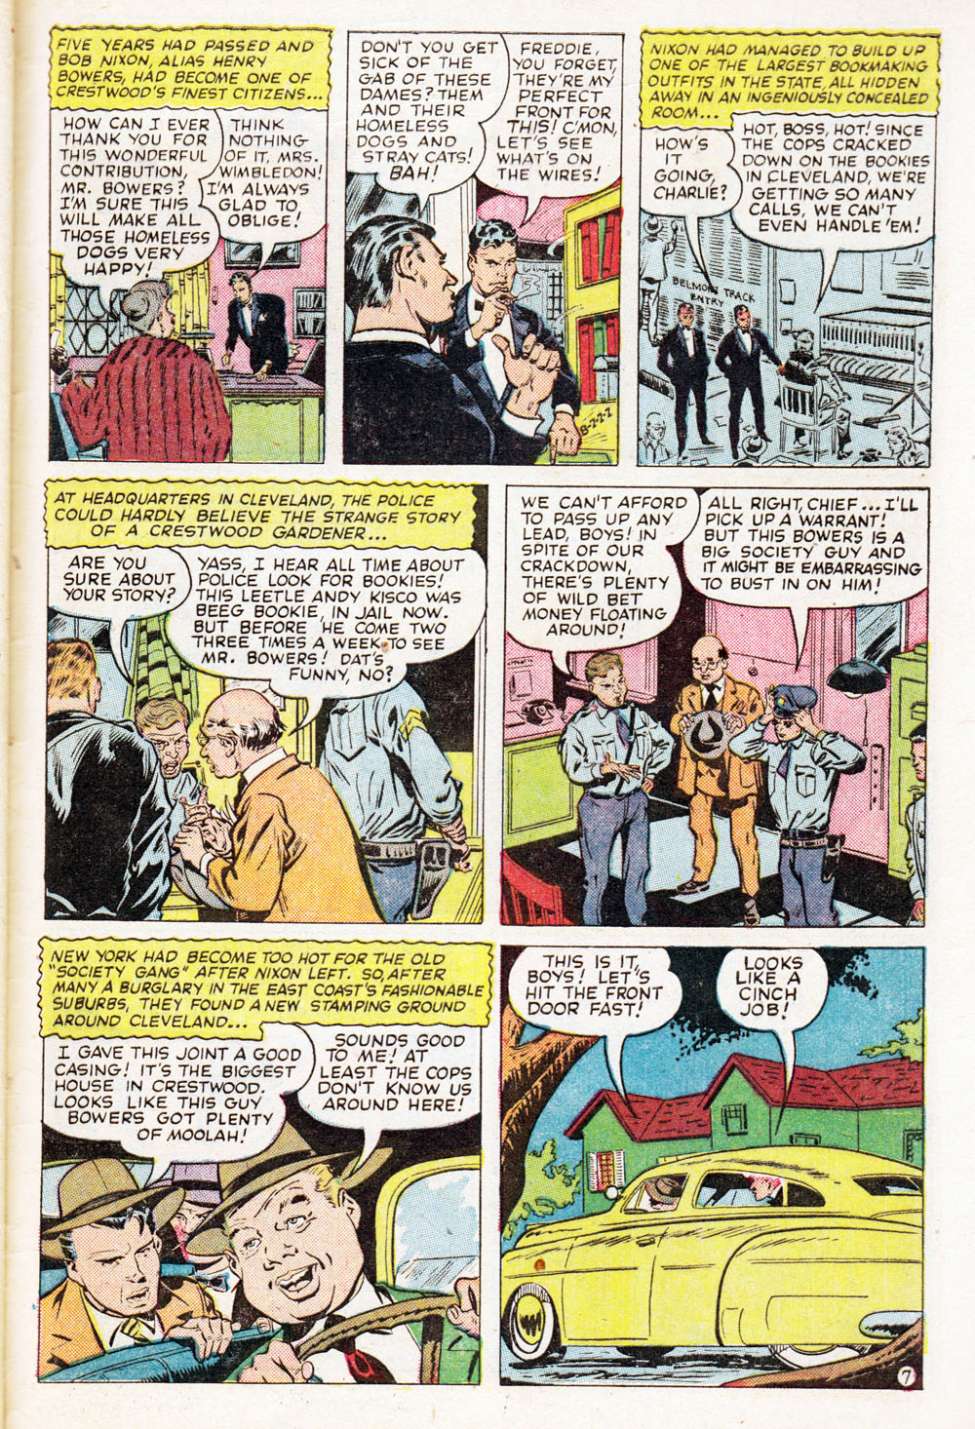 FIVE YEARS HAD PASSED AND
BOB NIXON, ALIAS HENRY
BOWERS, HAD BECOME ONE OF
CRESTWOOD'S FINEST CITIZENS...
HOW CAN I EVER
THANK YOU FOR
THIS WONDERFUL
CONTRIBUTION,
MR. BOWERS?
I'M SURE THIS
WILL MAKE ALL
THOSE HOMELESS
DOGS VERY
HAPPY!
THINK
NOTHING
OF IT, MRS.
WIMBLEDON!
I'M ALWAYS
GLAD TO
OBLIGE!
DON'T YOU GET
SICK OF THE
GAB OF THESE
DAMES? THEM
AND THEIR
HOMELESS
DOGS AND
STRAY CATS!
BAH!
FREDDIE,
YOU FORGET,
THEY'RE MY
PERFECT
FRONT FOR
THIS! C'MON,
LET'S SEE
WHAT'S ON
THE WIRES!
8-2-2-2
NIXON HAD MANAGED TO BUILD UP
ONE OF THE LARGEST BOOKMAKING
OUTFITS IN THE STATE, ALL HIDDEN
AWAY IN AN INGENIOUSLY CONCEALED
ROOM...
HOW'S
IT
GOING,
CHARLIE?
HOT, BOSS, HOT! SINCE
THE COPS CRACKED
DOWN ON THE BOOKIES
IN CLEVELAND, WE'RE
GETTING SO MANY
CALLS, WE CAN'T
EVEN HANDLE 'EM!
BELMONT TRACK
ENTRY
AT HEADQUARTERS IN CLEVELAND, THE POLICE
COULD HARDLY BELIEVE THE STRANGE STORY
OF A CRESTWOOD GARDENER...
ARE YOU
SURE ABOUT
YOUR STORY?
YASS, I HEAR ALL TIME ABOUT
POLICE LOOK FOR BOOKIES!
THIS LEETLE ANDY KISCO WAS
BEEG BOOKIE, IN JAIL NOW.
BUT BEFORE HE COME TWO
THREE TIMES A WEEK TO SEE
MR. BOWERS! DAT'S
FUNNY, NO?
WE CAN'T AFFORD
TO PASS UP ANY
LEAD, BOYS! IN
SPITE OF OUR
CRACKDOWN,
THERE'S PLENTY
OF WILD BET
MONEY FLOATING
AROUND!
ALL RIGHT, CHIEF... I'LL
PICK UP A WARRANT!
BUT THIS BOWERS IS A
BIG SOCIETY GUY AND
IT MIGHT BE EMBARRASSING
TO BUST IN ON HIM!
NEW YORK HAD BECOME TOO HOT FOR THE OLD
"SOCIETY GANG" AFTER NIXON LEFT. SO, AFTER
MANY A BURGLARY IN THE EAST COAST'S FASHIONABLE
SUBURBS, THEY FOUND A NEW STAMPING GROUND
AROUND CLEVELAND...
I GAVE THIS JOINT A GOOD
CASING! IT'S THE BIGGEST
HOUSE IN CRESTWOOD.
LOOKS LIKE THIS GUY
BOWERS GOT PLENTY
OF MOOLAH!
SOUNDS GOOD
TO ME! AT
LEAST THE COPS
DON'T KNOW US
AROUND HERE!
THIS IS IT,
BOYS! LET'S
HIT THE FRONT
DOOR FAST!
LOOKS
LIKE A
CINCH
JOB!
7